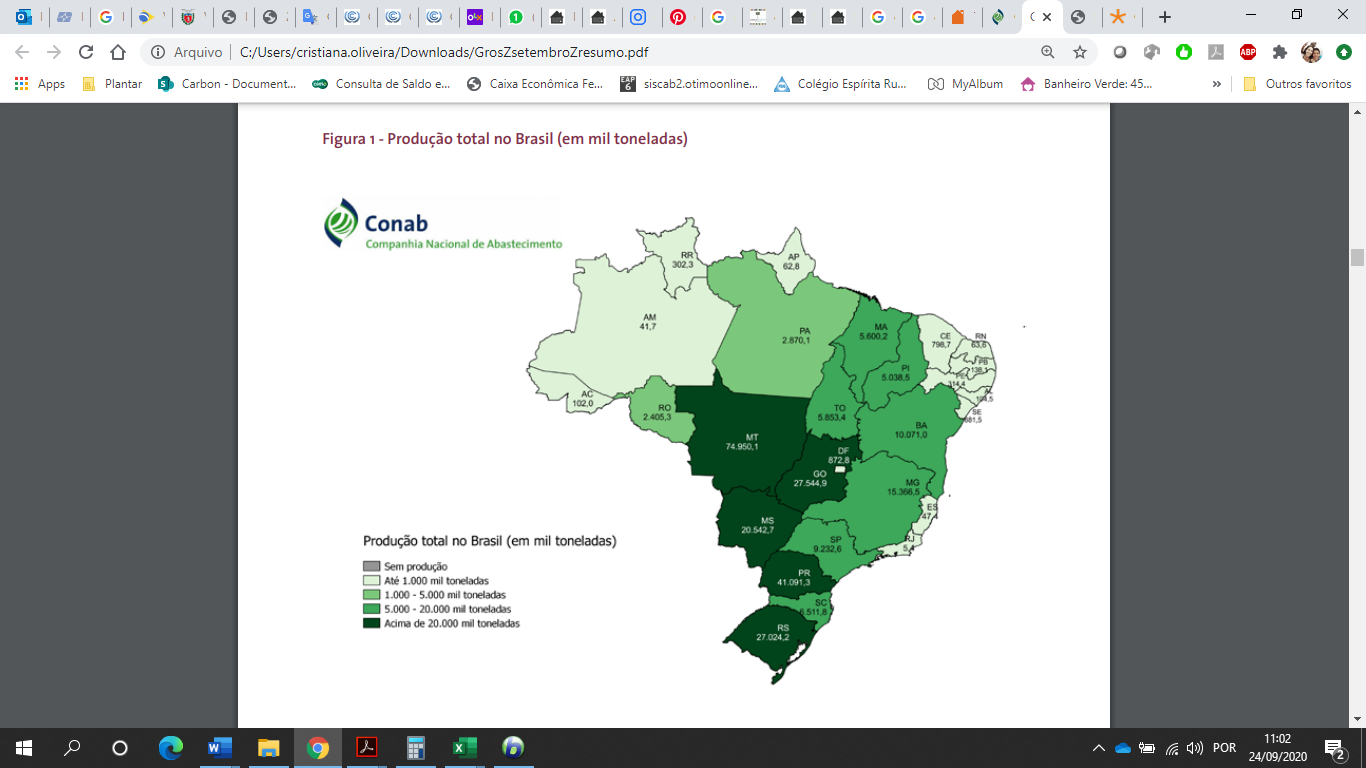 Arquivo
C:/Users/cristiana.oliveira/Downloads/GrosZsetembroZresumo.pdf
Apps
Plantar
Carbon - Document...
Consulta de Saldo e...
Caixa Econômica Fe...
siscab2.otimoonline...
Colégio Espírita Ru...
MyAlbum
Banheiro Verde: 45...
»
Outros favoritos
Figura 1 - Produção total no Brasil (em mil toneladas)
Conab
Companhia Nacional de Abastecimento
RR
302,3
AP
62,8
AM
41,7
PA
2.870,1
MA
5.600,2
CE
798,7
RN
63,6
PB
138,1
PI
5.038,5
PE
314,4
AL
AC
102,0
RO
2.405,3
TO
5.853,4
SE
681,5
BA
10.071,0
MT
74.950,1
DF
872,8
GO
27.544,9
MG
15.366,5
ES
47,4
MS
20.542,7
SP
9.232,6
RJ
5,4
PR
41.091,3
SC
6.511,8
RS
27.024,2
Produção total no Brasil (em mil toneladas)
Sem produção
Até 1.000 mil toneladas
1.000 - 5.000 mil toneladas
5.000 - 20.000 mil toneladas
Acima de 20.000 mil toneladas
POR
11:02
24/09/2020
2